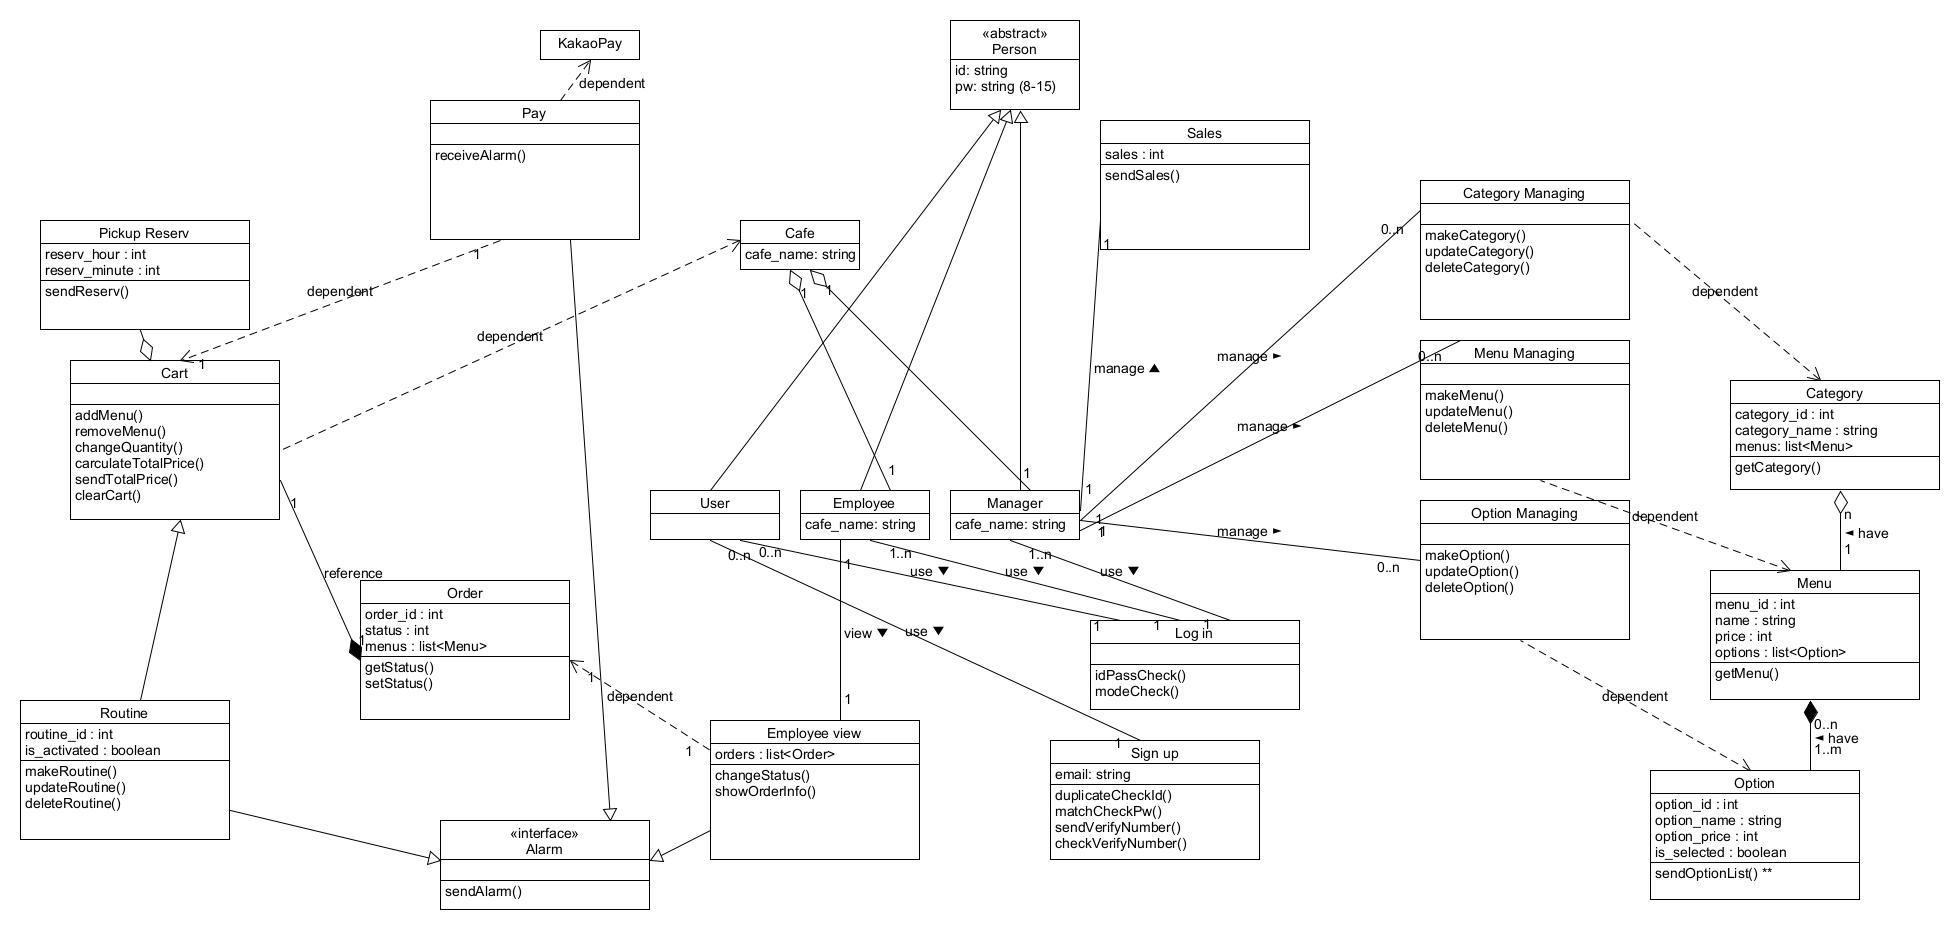 KakaoPay
dependent
Pay
receiveAlarm()
1
dependent
1
«abstract»
Person
id: string
pw: string (8-15)
Sales
sales : int
sendSales()
1
manage ▲
1
Pickup Reserv
reserv_hour : int
reserv_minute : int
sendReserv()
Cafe
cafe_name: string
1
1
dependent
Category Managing
makeCategory()
updateCategory()
deleteCategory()
0..n
manage ►
dependent
Menu Managing
makeMenu()
updateMenu()
deleteMenu()
0..n
manage ►
dependent
Option Managing
makeOption()
updateOption()
deleteOption()
0..n
manage ►
dependent
Cart
addMenu()
removeMenu()
changeQuantity()
carculateTotalPrice()
sendTotalPrice()
clearCart()
1
reference
1
User
Employee
cafe_name: string
1
Manager
cafe_name: string
1
1
1
1
Category
category_id : int
category_name : string
menus: list<Menu>
getCategory()
n
◄ have
1
Menu
menu_id : int
name : string
price : int
options : list<Option>
getMenu()
0..n
◄ have
1..m
Option
option_id : int
option_name : string
option_price : int
is_selected : boolean
sendOptionList() **
Order
order_id : int
status : int
menus : list<Menu>
getStatus()
setStatus()
1
dependent
1
0..n
0..n
1
1..n
1..n
use ▼
use ▼
use ▼
view ▼
use ▼
1
1
1
1
1
Log in
idPassCheck()
modeCheck()
Routine
routine_id : int
is_activated : boolean
makeRoutine()
updateRoutine()
deleteRoutine()
Employee view
orders : list<Order>
changeStatus()
showOrderInfo()
Sign up
email: string
duplicateCheckId()
matchCheckPw()
sendVerifyNumber()
checkVerifyNumber()
«interface»
Alarm
sendAlarm()